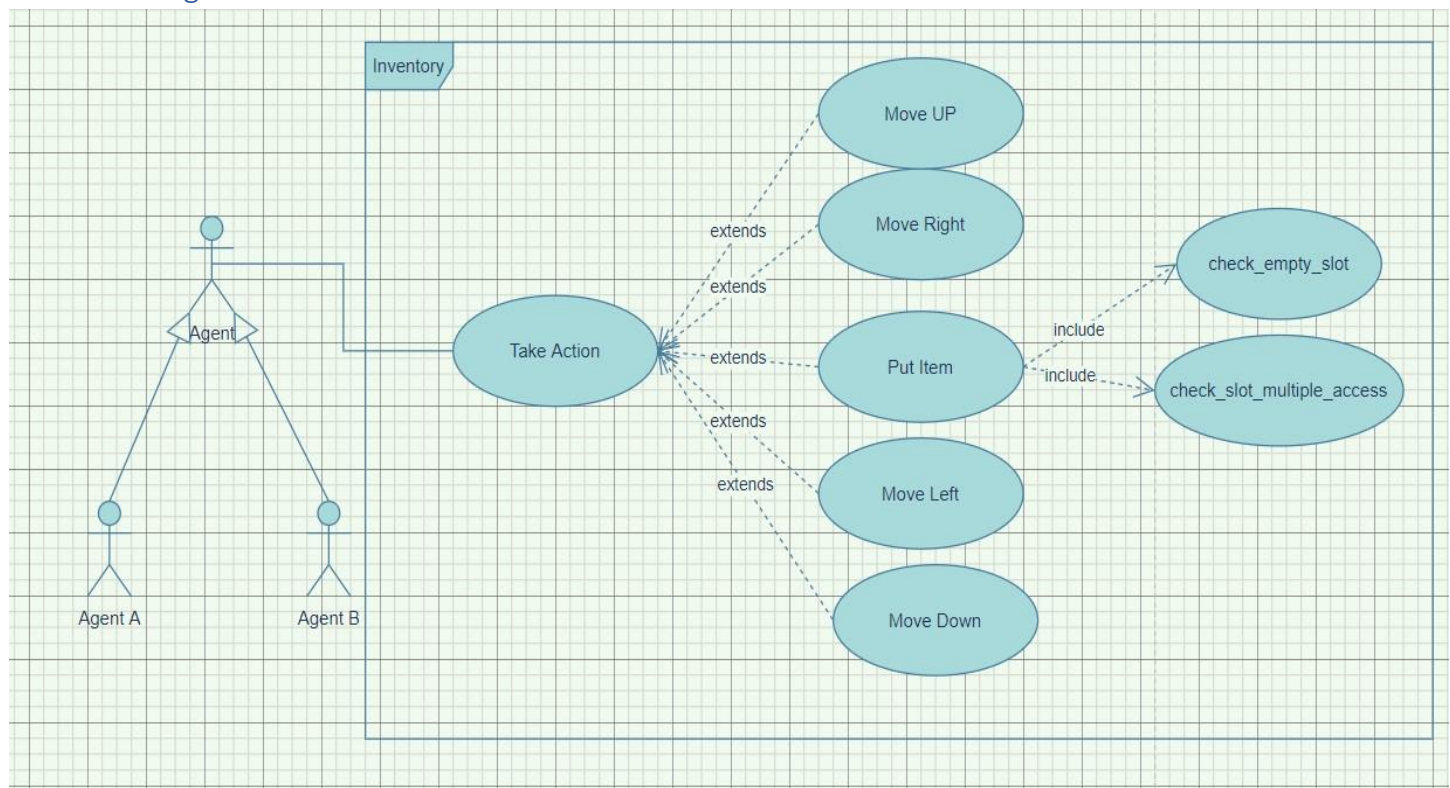 Inventory
Move UP
Move Right
extends
extends
check_empty_slot
include
Agent
Take Action
extends
Put Item
include
check_slot_multiple_access
extends
extends
Move Left
Agent A
Agent B
Move Down